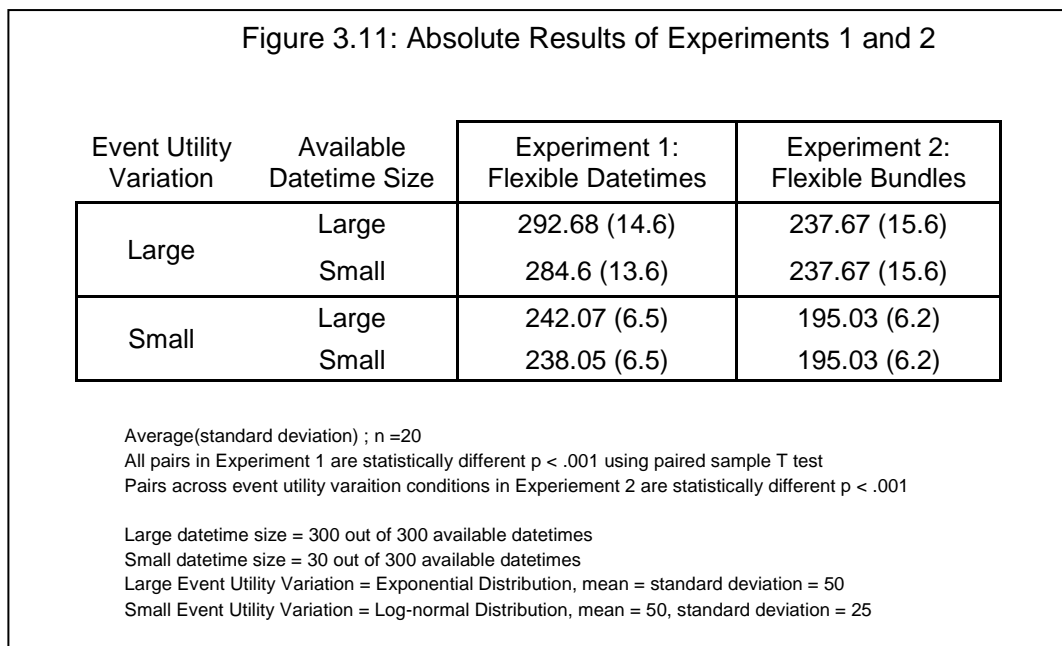 Figure 3.11: Absolute Results of Experiments 1 and 2
Event Utility Variation Available Datetime Size Experiment 1: Flexible Datetimes Experiment 2: Flexible Bundles
Large Large 292.68 (14.6) 237.67 (15.6)
Small 284.6 (13.6) 237.67 (15.6)
Small Large 242.07 (6.5) 195.03 (6.2)
Small 238.05 (6.5) 195.03 (6.2)
Average(standard deviation) ; n =20
All pairs in Experiment 1 are statistically different p < .001 using paired sample T test
Pairs across event utility varaition conditions in Experiement 2 are statistically different p < .001
Large datetime size = 300 out of 300 available datetimes
Small datetime size = 30 out of 300 available datetimes
Large Event Utility Variation = Exponential Distribution, mean = standard deviation = 50
Small Event Utility Variation = Log-normal Distribution, mean = 50, standard deviation = 25